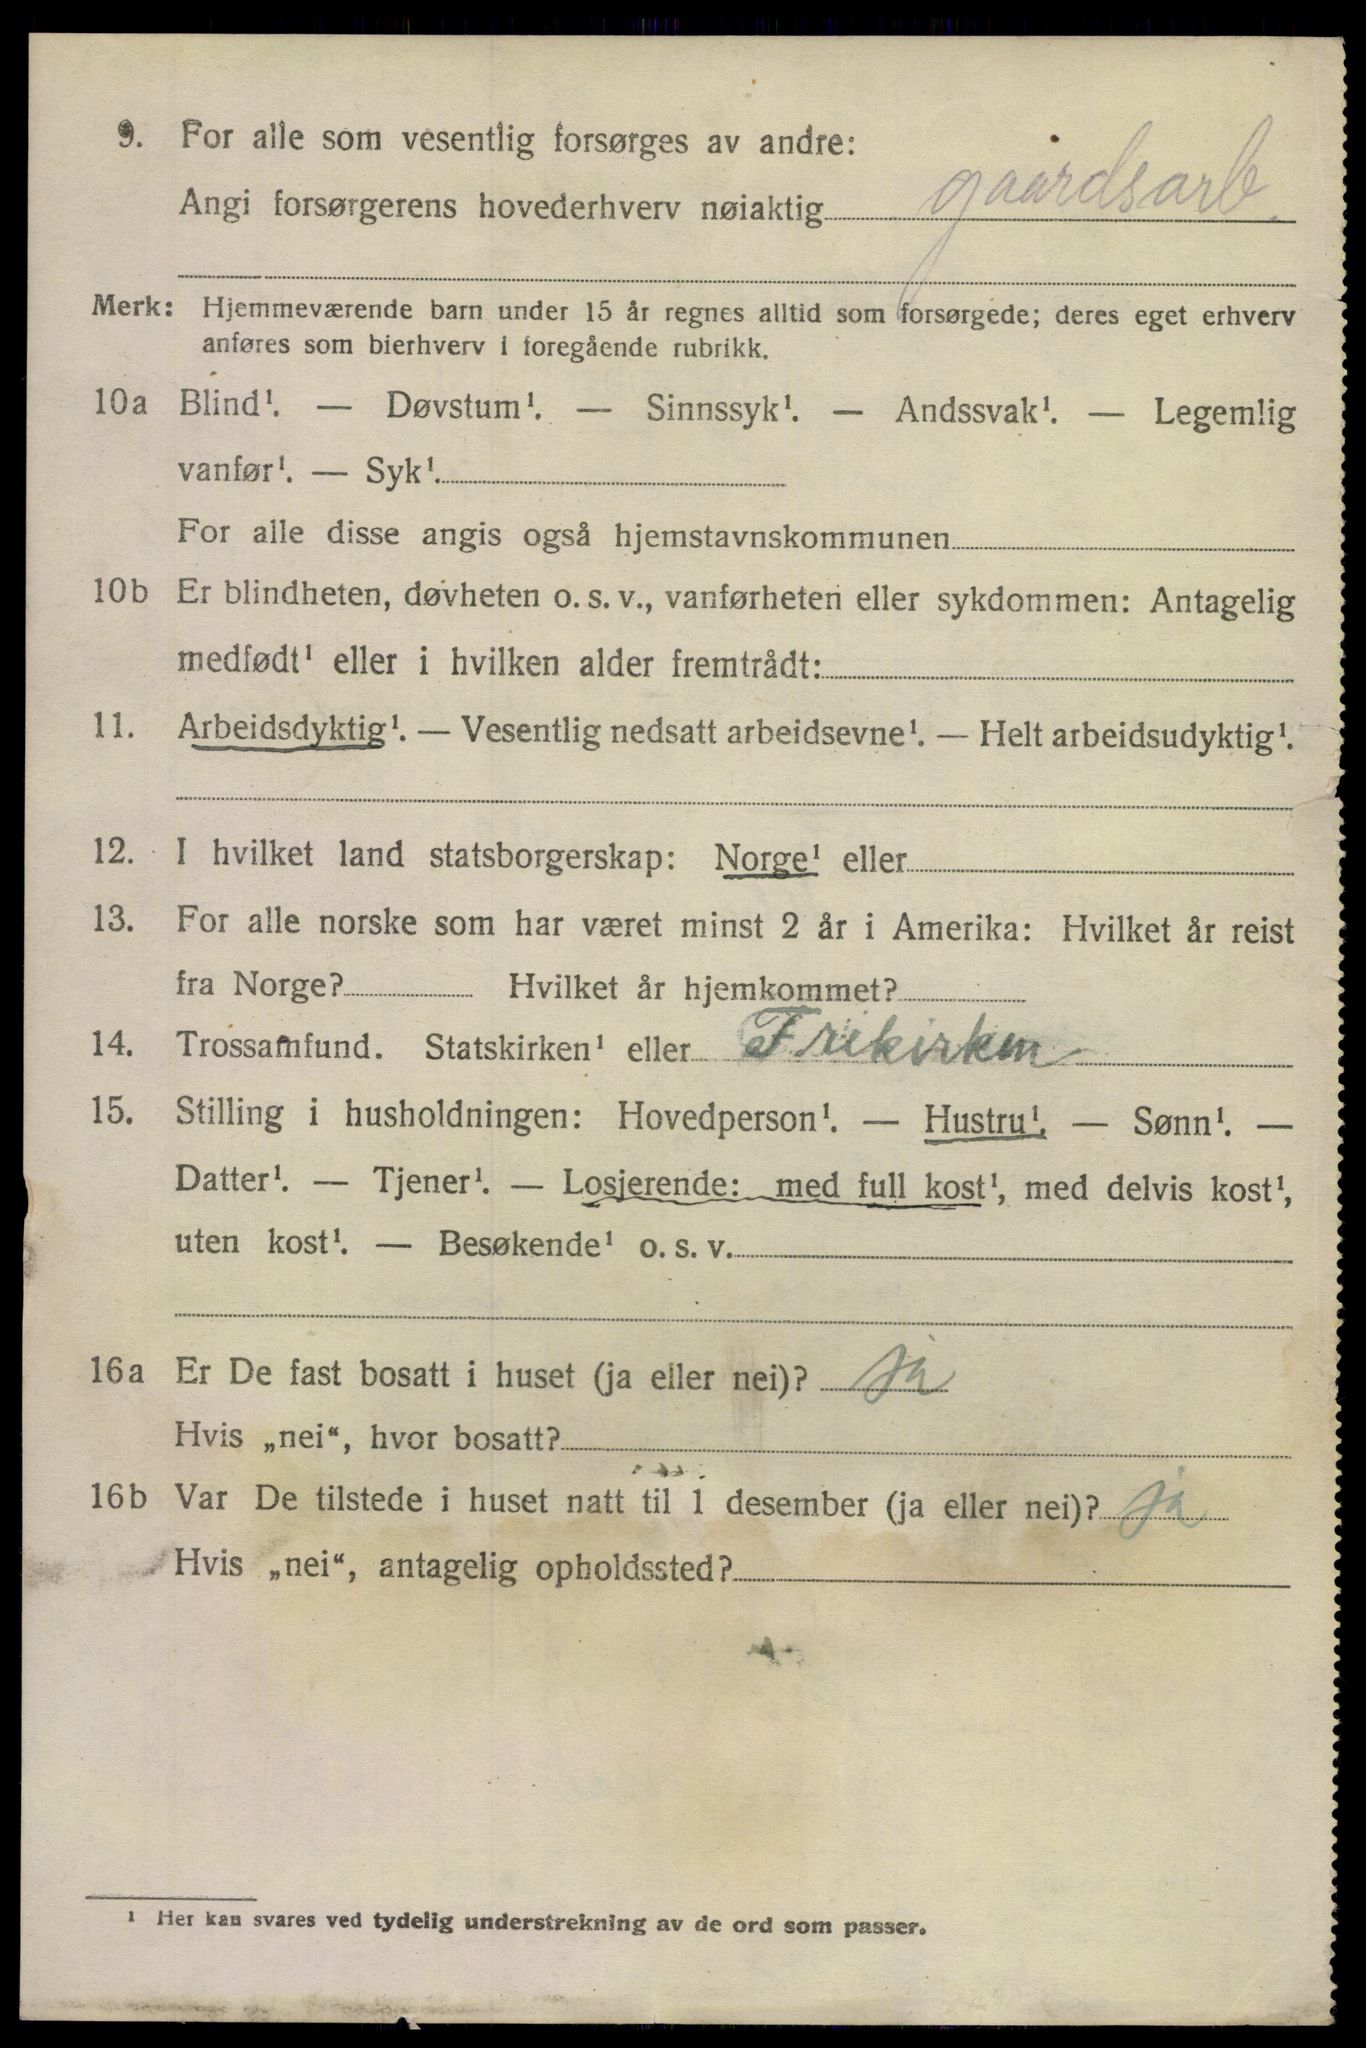 9. For alle som vesentlig forsørges av andre:
Angi forsørgerens hovederhverv nøiaktig gaardsarb.
Merk: Hjemmeværende barn under 15 år regnes alltid som forsørgede; deres eget erhverv
anføres som bierhverv i foregående rubrikk.
10a Blind¹. — Døvstum¹. — Sinnssyk¹. — Andssvak¹. — Legemlig
vanfør¹. — Syk¹.
For alle disse angis også hjemstavnskommunen
10b Er blindheten, døvheten o. s. v., vanførheten eller sykdommen: Antagelig
medfødt¹ eller i hvilken alder fremtrådt:
11. Arbeidsdyktig¹. — Vesentlig nedsatt arbeidsevne¹. — Helt arbeidsudyktig¹.
12. I hvilket land statsborgerskap: Norge¹ eller
13. For alle norske som har været minst 2 år i Amerika: Hvilket år reist
fra Norge? Hvilket år hjemkommet?
14. Trossamfund. Statskirken¹ eller Frikirken
15. Stilling i husholdningen: Hovedperson¹. — Hustru¹. — Sønn¹. —
Datter¹. — Tjener¹. — Losjerende: med full kost¹, med delvis kost¹,
uten kost¹. — Besøkende¹ o. s. v.
16a Er De fast bosatt i huset (ja eller nei)? ja
Hvis „nei“, hvor bosatt?
16b Var De tilstede i huset natt til 1 desember (ja eller nei)? ja
Hvis „nei“, antagelig opholdssted?
¹ Her kan svares ved tydelig understrekning av de ord som passer.